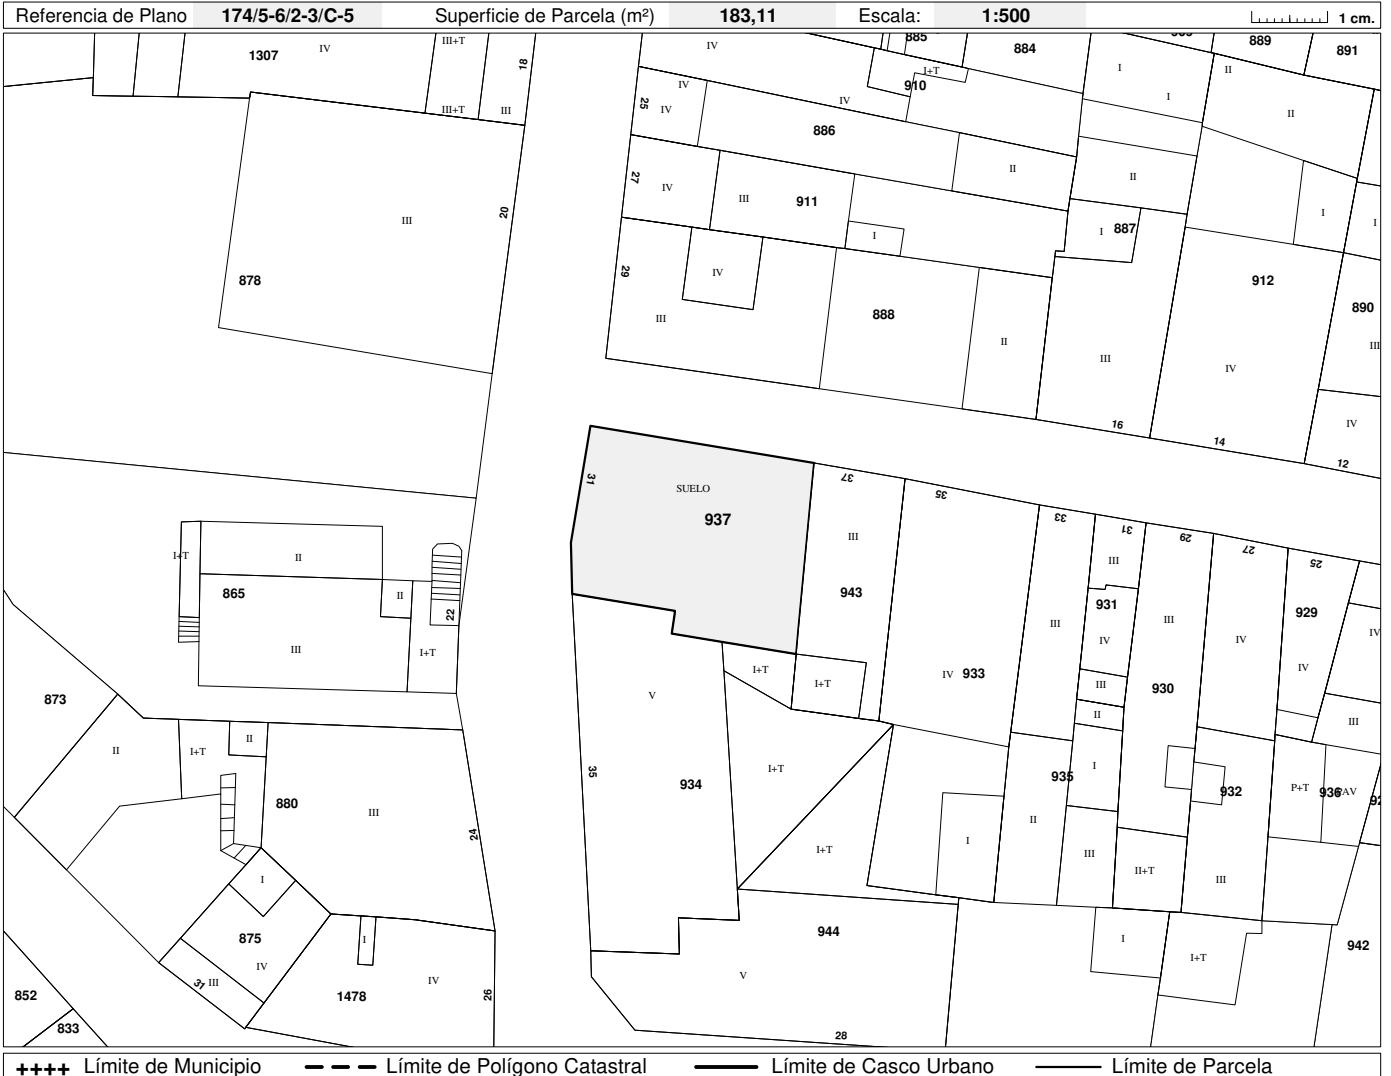 Referencia de Plano 174/5-6/2-3/C-5 Superficie de Parcela (m²) 183,11 Escala: 1:500 1 cm.
1307 IV III+T 18 IV 885 884 889 891
III+T III 25 IV IV IV 910 I+T I I II II
886 II II I I
20 III 27 IV III 911 I I 887
878 29 IV III 888 II III 912 IV 890 III
16 14 12 IV
31 SUELO 937 37 35 33 31 29 27 25
I+T II 865 II 22 III I+T
III 943 III III 931 IV III II III 930 IV 929 IV IV III
IV 933
873 II I+T II 880 III 24
V I+T I+T 35 934 I+T I+T
I II 935 I III II+T 932 III P+T 936 PAV
I 875 IV III 31 I 1478 IV 26
944 V 28 I I+T 942
852 833
++++ Límite de Municipio Límite de Polígono Catastral Límite de Casco Urbano Límite de Parcela